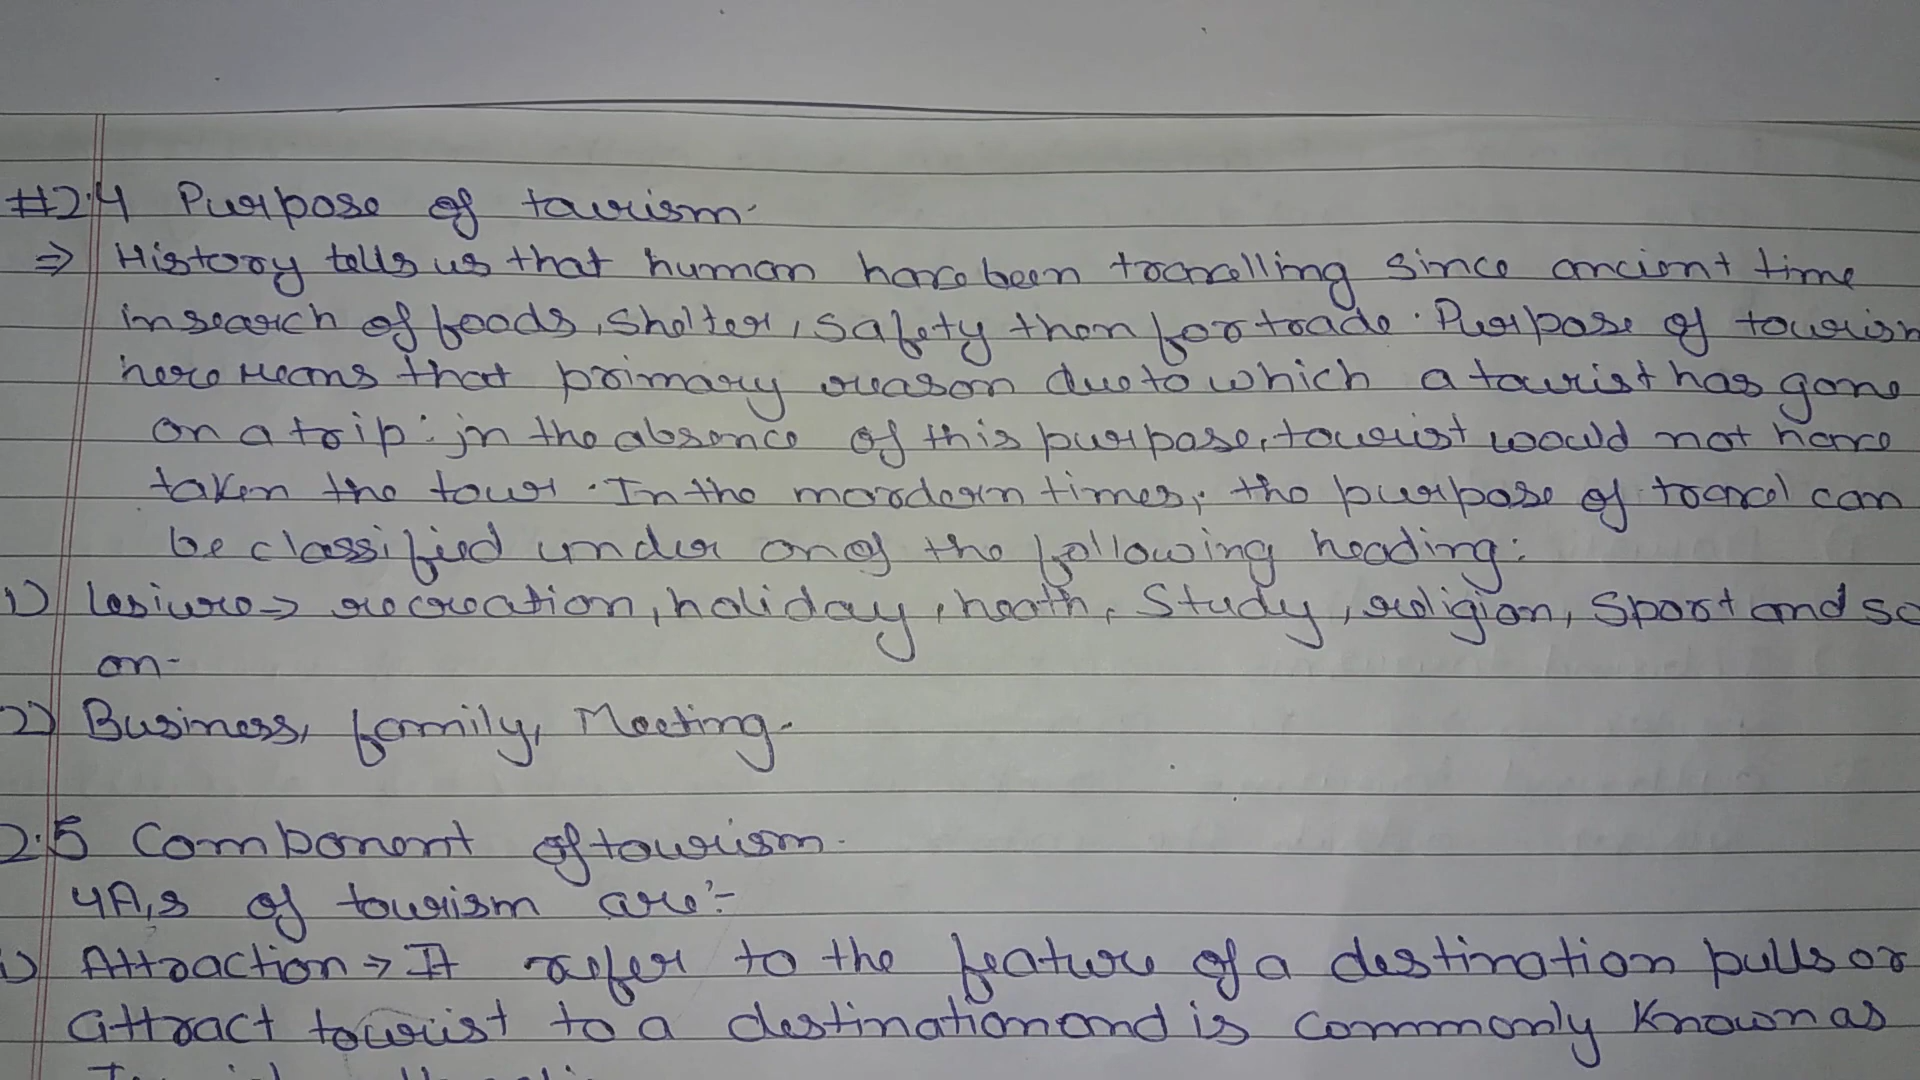 #2.4 Purpose of tourism.
⇒ History tells us that human have been travelling since ancient time
in search of foods, shelter, safety then for trade. Purpose of tourism
here means that primary reason due to which a tourist has gone
on a trip. in the absence of this purpose, tourist would not have
taken the tour. In the mordern times, the purpose of travel can
be classified under on of the following heading:
1) lesiure → recreation, holiday, heath, Study, religion, Sport and so
on-
2) Business, family, Meeting.
2.5 Combonent of tourism.
4A,s of tourism are:-
i) Attraction → It refer to the feature of a destination pulls or
attract tourist to a destination and is commonly known as